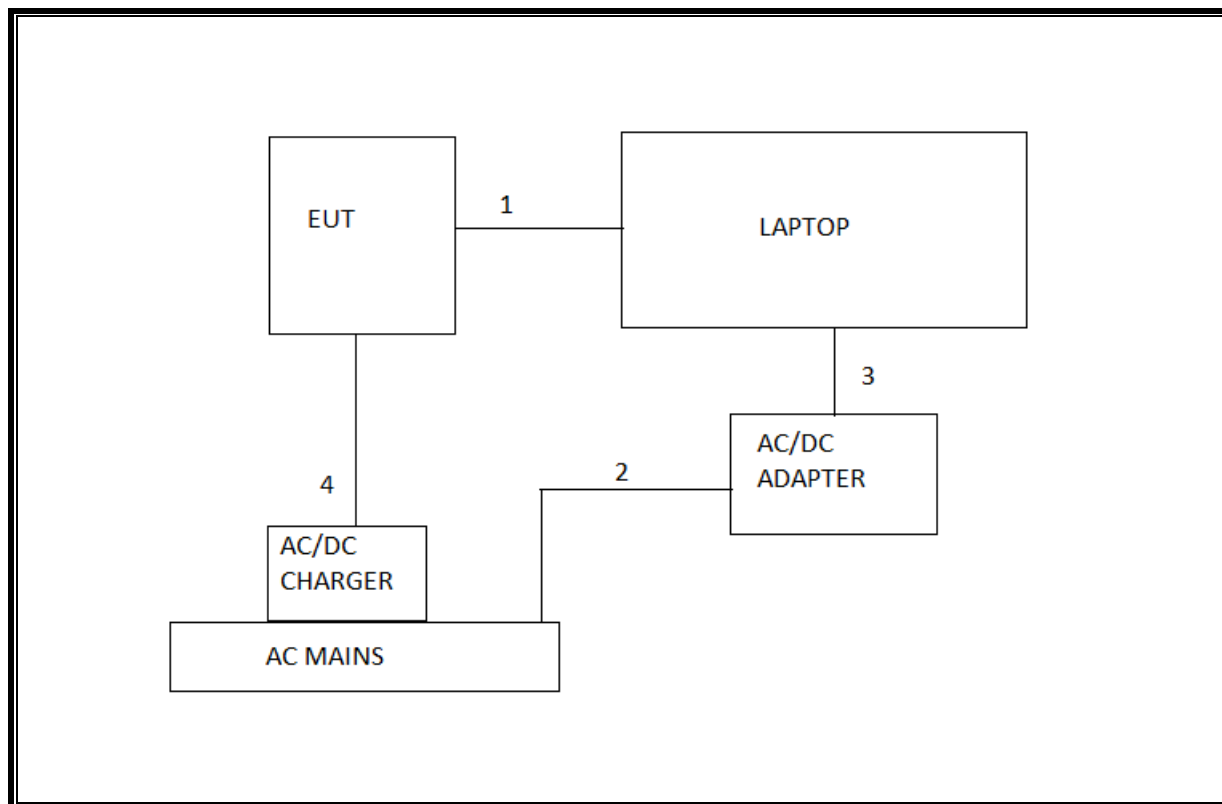 EUT
1
LAPTOP
3
AC/DC
ADAPTER
2
4
AC/DC
CHARGER
AC MAINS